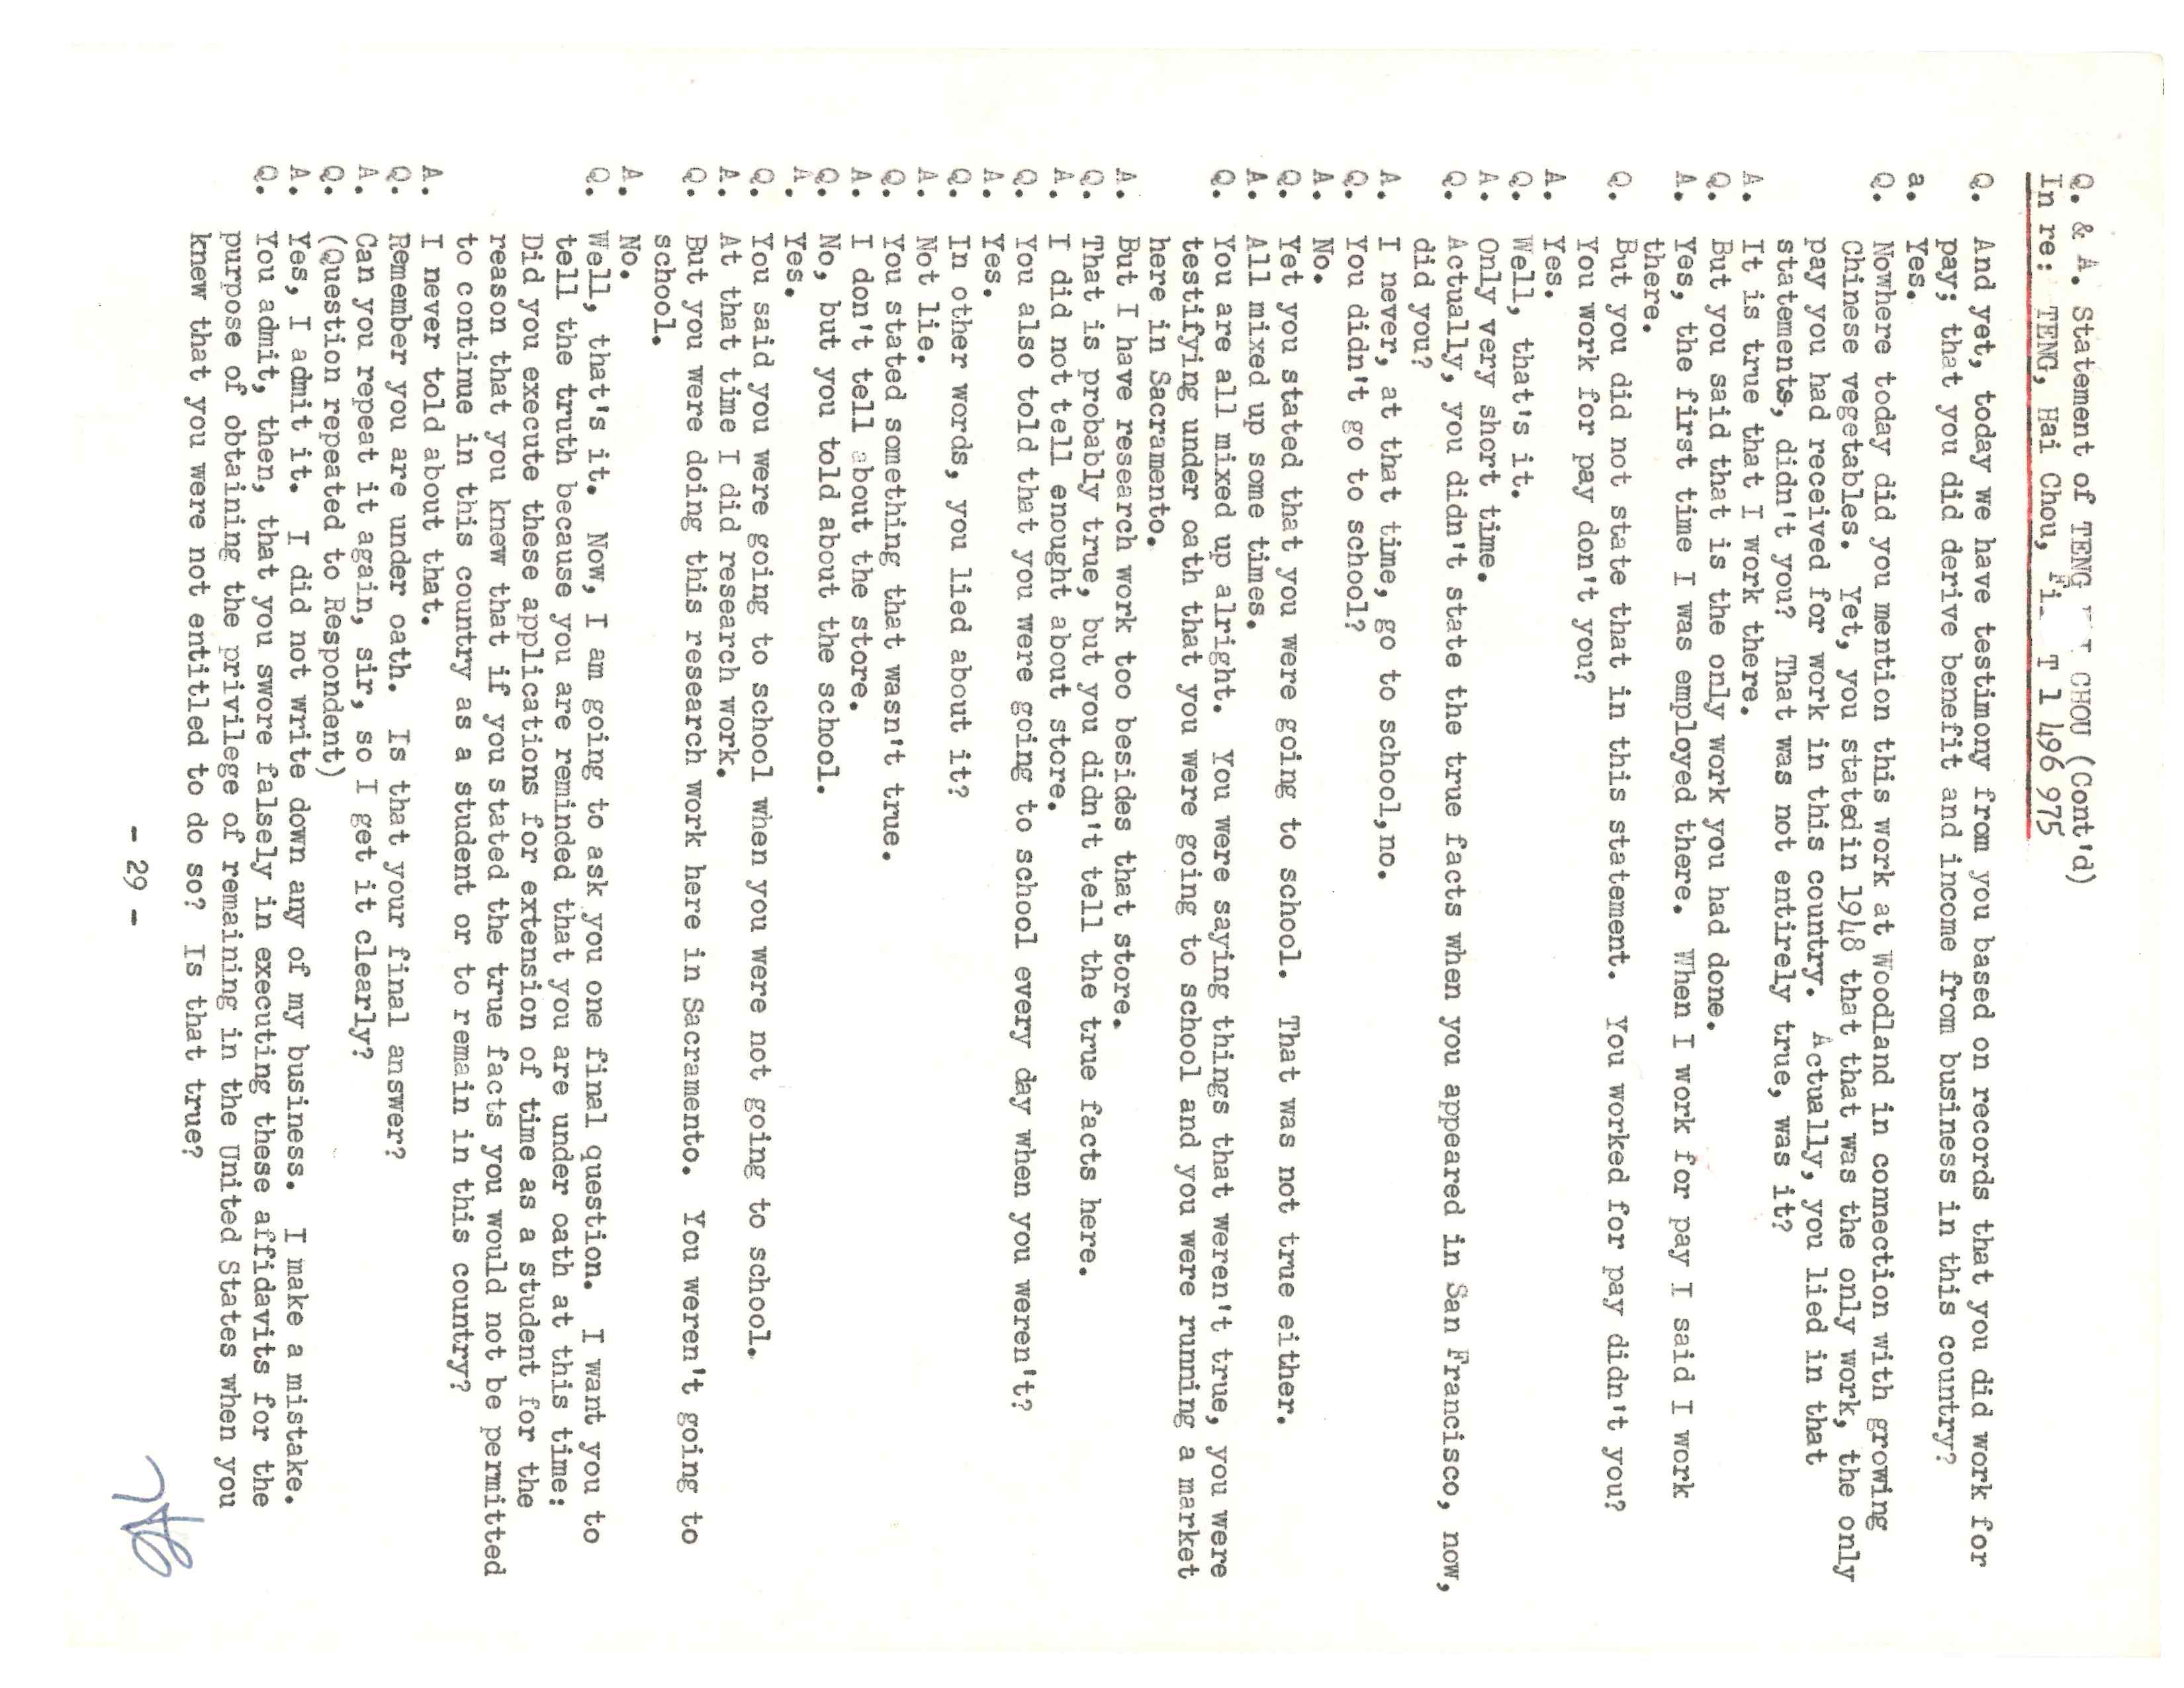 Q. & A. Statement of TENG CHOU (Cont'd)
In re: TENG, Hai Chou, T 1 496 975
Q. And yet, today we have testimony from you based on records that you did work for
pay; that you did derive benefit and income from business in this country?
a. Yes.
Q. Nowhere today did you mention this work at Woodland in connection with growing
Chinese vegetables. Yet, you stated in 1948 that that was the only work, the only
pay you had received for work in this country. Actually, you lied in that
statements, didn't you? That was not entirely true, was it?
A. It is true that I work there.
Q. But you said that is the only work you had done.
A. Yes, the first time I was employed there. When I work for pay I said I work
there.
Q. But you did not state that in this statement. You worked for pay didn't you?
You work for pay don't you?
A. Yes.
Q. Well, that's it.
A. Only very short time.
Q. Actually, you didn't state the true facts when you appeared in San Francisco, now,
did you?
A. I never, at that time, go to school,no.
Q. You didn't go to school?
A. No.
Q. Yet you stated that you were going to school. That was not true either.
A. All mixed up some times.
Q. You are all mixed up alright. You were saying things that weren't true, you were
testifying under oath that you were going to school and you were running a market
here in Sacramento.
A. But I have research work too besides that store.
Q. That is probably true, but you didn't tell the true facts here.
A. I did not tell enought about store.
Q. You also told that you were going to school every day when you weren't?
A. Yes.
Q. In other words, you lied about it?
A. Not lie.
Q. You stated something that wasn't true.
A. I don't tell about the store.
Q. No, but you told about the school.
A. Yes.
Q. You said you were going to school when you were not going to school.
A. At that time I did research work.
Q. But you were doing this research work here in Sacramento. You weren't going to
school.
A. No.
Q. Well, that's it. Now, I am going to ask you one final question. I want you to
tell the truth because you are reminded that you are under oath at this time:
Did you execute these applications for extension of time as a student for the
reason that you knew that if you stated the true facts you would not be permitted
to continue in this country as a student or to remain in this country?
A. I never told about that.
Q. Remember you are under oath. Is that your final answer?
A. Can you repeat it again, sir, so I get it clearly?
Q. (Question repeated to Respondent)
A. Yes, I admit it. I did not write down any of my business. I make a mistake.
Q. You admit, then, that you swore falsely in executing these affidavits for the
purpose of obtaining the privilege of remaining in the United States when you
knew that you were not entitled to do so? Is that true?
- 29 -